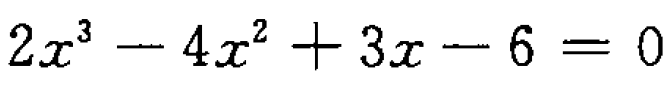 2x³ − 4x² + 3x − 6 = 0